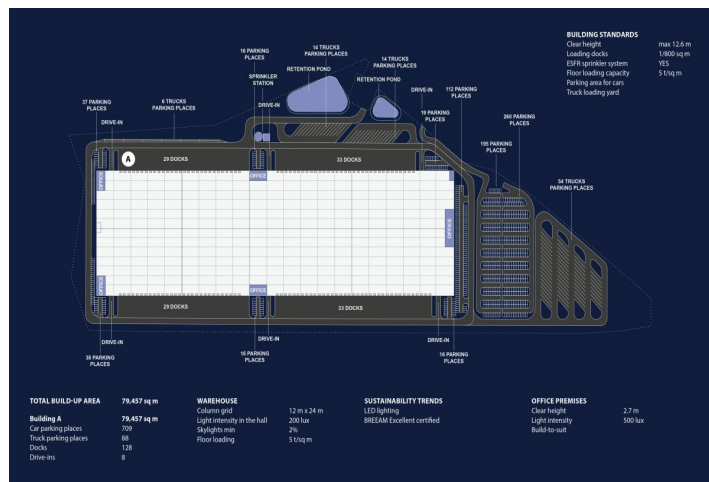 BUILDING STANDARDS
Clear height max 12.6 m
Loading docks 1/800 sq m
ESFR sprinkler system YES
Floor loading capacity 5 t/sq m
Parking area for cars
Truck loading yard
16 PARKING
PLACES
14 TRUCKS
PARKING PLACES
RETENTION POND
14 TRUCKS
PARKING PLACES
RETENTION POND
SPRINKLER
STATION
DRIVE-IN
DRIVE-IN
112 PARKING
PLACES
37 PARKING
PLACES
6 TRUCKS
PARKING PLACES
DRIVE-IN
19 PARKING
PLACES
260 PARKING
PLACES
195 PARKING
PLACES
54 TRUCKS
PARKING PLACES
A
29 DOCKS
33 DOCKS
OFFICE
OFFICE
OFFICE
OFFICE
OFFICE
29 DOCKS
33 DOCKS
DRIVE-IN
DRIVE-IN
DRIVE-IN
38 PARKING
PLACES
16 PARKING
PLACES
16 PARKING
PLACES
TOTAL BUILD-UP AREA 79,457 sq m
Building A 79,457 sq m
Car parking places 709
Truck parking places 88
Docks 128
Drive-ins 8
WAREHOUSE
Column grid 12 m x 24 m
Light intensity in the hall 200 lux
Skylights min 2%
Floor loading 5 t/sq m
SUSTAINABILITY TRENDS
LED lighting
BREEAM Excellent certified
OFFICE PREMISES
Clear height 2.7 m
Light intensity 500 lux
Build-to-suit